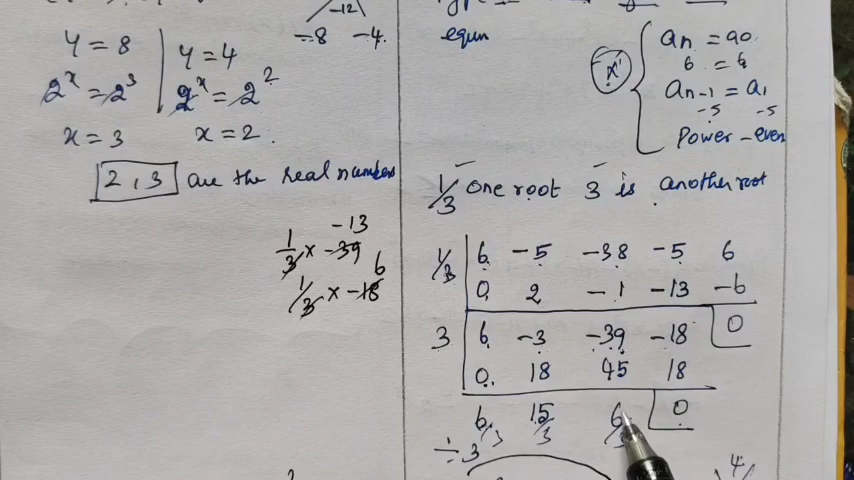 -12
-8 -4
y = 8
y = 4
2^x = 2^3
2^x = 2^2
x = 3
x = 2.
2, 3 are the real numbers
1/3 x -39 -13
1/3 x -18 6
equn
x'
an = a0
6 = 6
an-1 = a1
-5 -5
Power - even
1/3 one root 3 is another root
1/3 6 -5 -38 -5 6
0 2 -1 -13 -6
3 6 -3 -39 -18 0
0 18 45 18
6 15 6 0
÷3 3 3 3
4